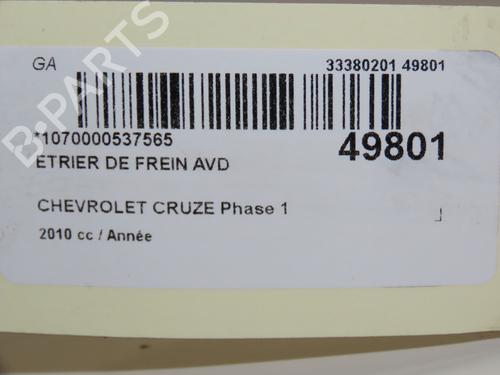 GA 33380201 49801
*1070000537565 49801
ETRIER DE FREIN AVD
CHEVROLET CRUZE Phase 1
2010 cc / Année
B-PARTS